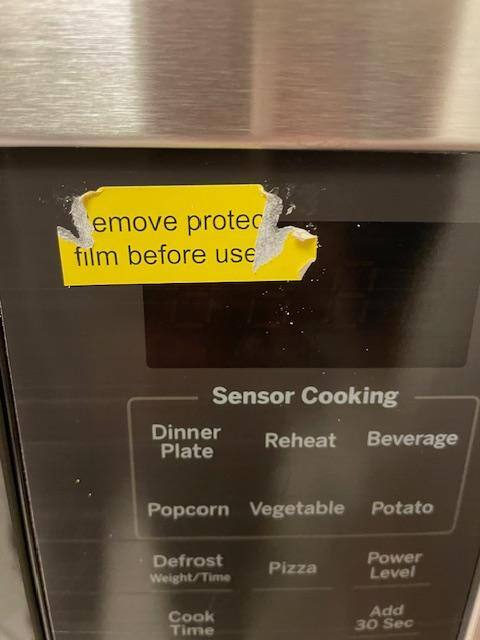 emove protec
film before use
Sensor Cooking
Dinner Plate
Reheat
Beverage
Popcorn
Vegetable
Potato
Defrost
Weight/Time
Pizza
Power Level
Cook Time
Add 30 Sec